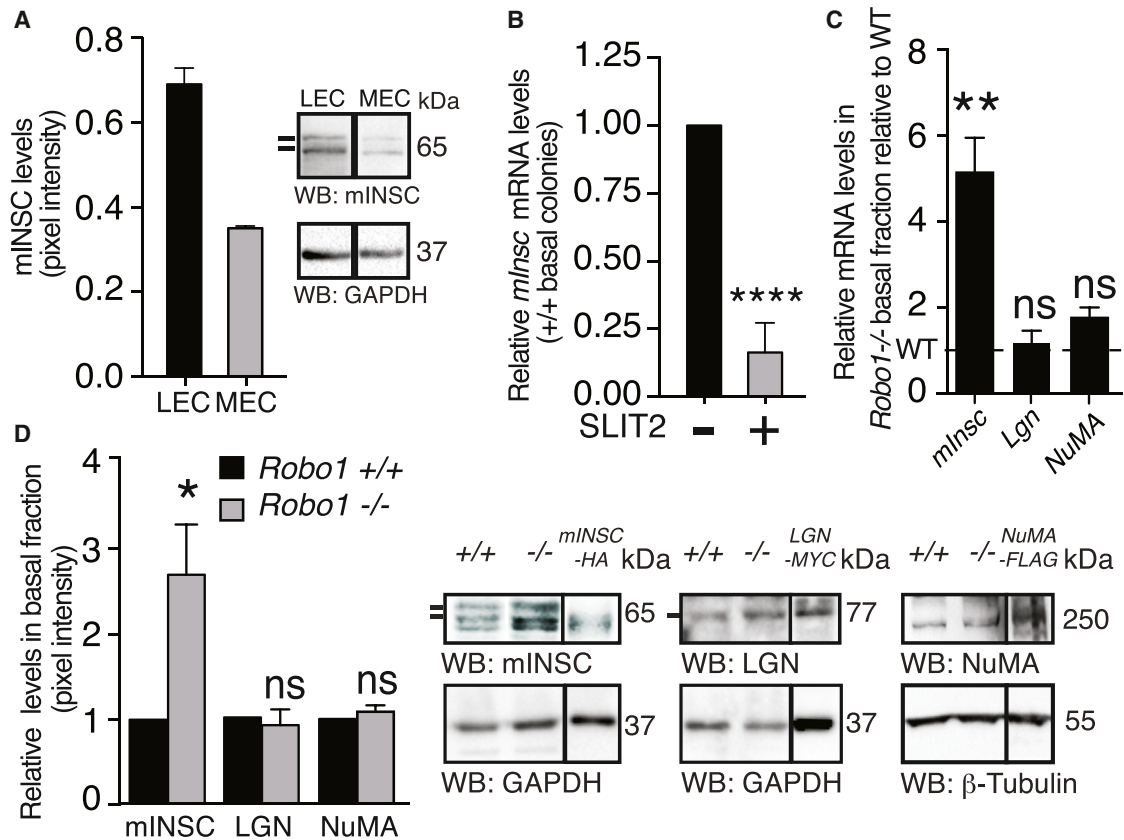 A
mINSC levels
(pixel intensity)
0.8
0.6
0.4
0.2
0.0
LEC MEC
LEC MEC kDa
65
WB: mINSC
37
WB: GAPDH
B
Relative mInsc mRNA levels
(+/+ basal colonies)
1.25
1.00
0.75
0.50
0.25
0.00
****
SLIT2 - +
C
Relative mRNA levels in
Robo1-/- basal fraction relative to WT
8
6
4
2
WT
0
**
ns
ns
mInsc Lgn NuMA
D
Relative levels in basal fraction
(pixel intensity)
4
3
2
1
0
Robo1 +/+
Robo1 -/-
*
ns
ns
mINSC LGN NuMA
+/+ -/- mINSC-HA kDa
65
WB: mINSC
37
WB: GAPDH
+/+ -/- LGN-MYC kDa
77
WB: LGN
37
WB: GAPDH
+/+ -/- NuMA-FLAG kDa
250
WB: NuMA
55
WB: β-Tubulin